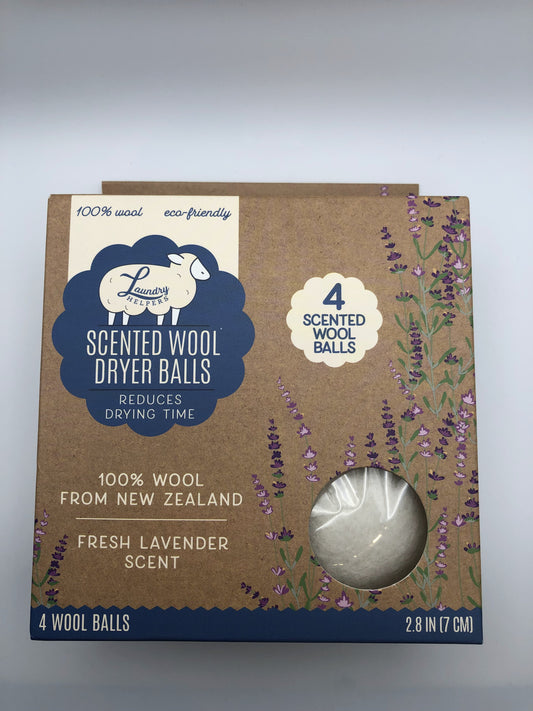 100% wool eco-friendly
Laundry
HELPERS
SCENTED WOOL
DRYER BALLS
REDUCES
DRYING TIME
4
SCENTED
WOOL
BALLS
100% WOOL
FROM NEW ZEALAND
FRESH LAVENDER
SCENT
4 WOOL BALLS 2.8 IN (7 CM)